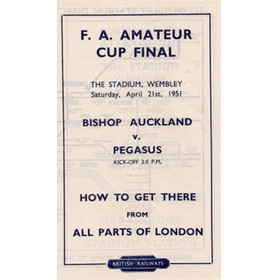 F. A. AMATEUR
CUP FINAL
THE STADIUM, WEMBLEY
Saturday, April 21st, 1951
BISHOP AUCKLAND
v.
PEGASUS
KICK-OFF 3.0 P.M.
HOW TO GET THERE
FROM
ALL PARTS OF LONDON
BRITISH RAILWAYS